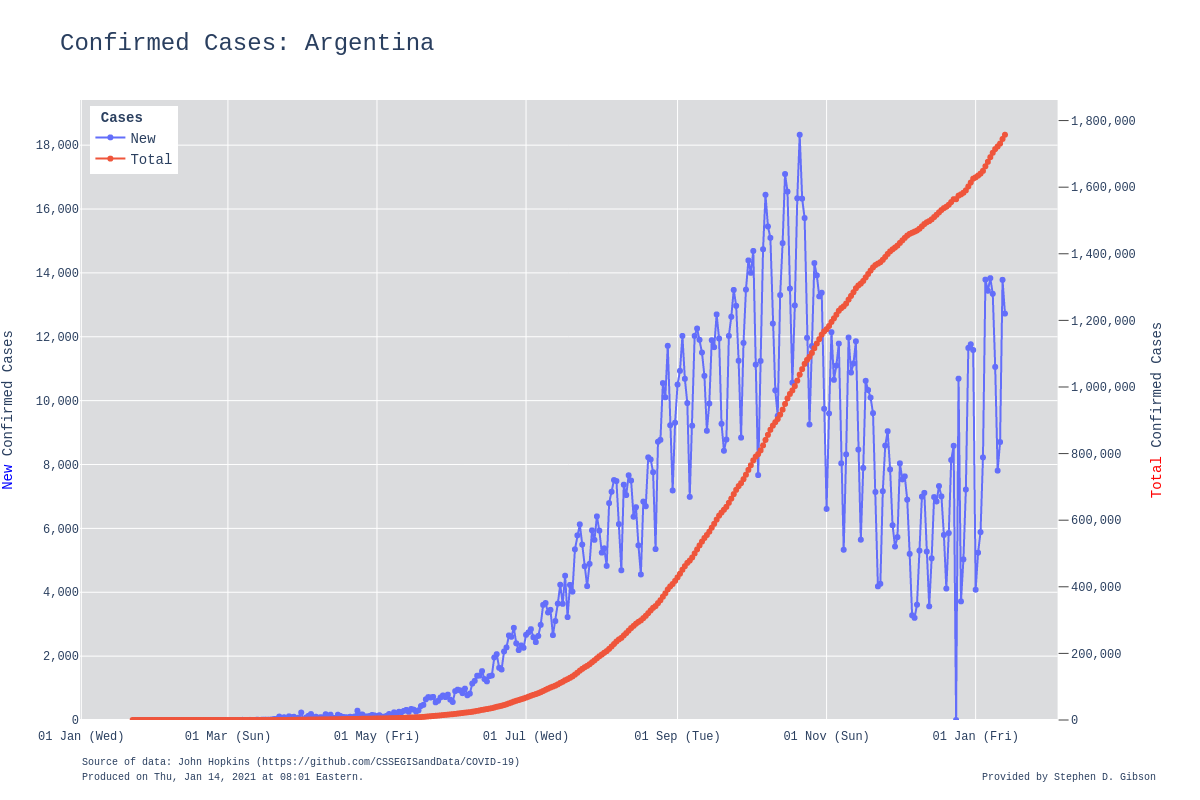 Confirmed Cases: Argentina
Cases
New
Total
18,000
16,000
14,000
12,000
10,000
8,000
6,000
4,000
2,000
0
New Confirmed Cases
1,800,000
1,600,000
1,400,000
1,200,000
1,000,000
800,000
600,000
400,000
200,000
0
Total Confirmed Cases
01 Jan (Wed) 01 Mar (Sun) 01 May (Fri) 01 Jul (Wed) 01 Sep (Tue) 01 Nov (Sun) 01 Jan (Fri)
Source of data: John Hopkins (https://github.com/CSSEGISandData/COVID-19)
Produced on Thu, Jan 14, 2021 at 08:01 Eastern.
Provided by Stephen D. Gibson